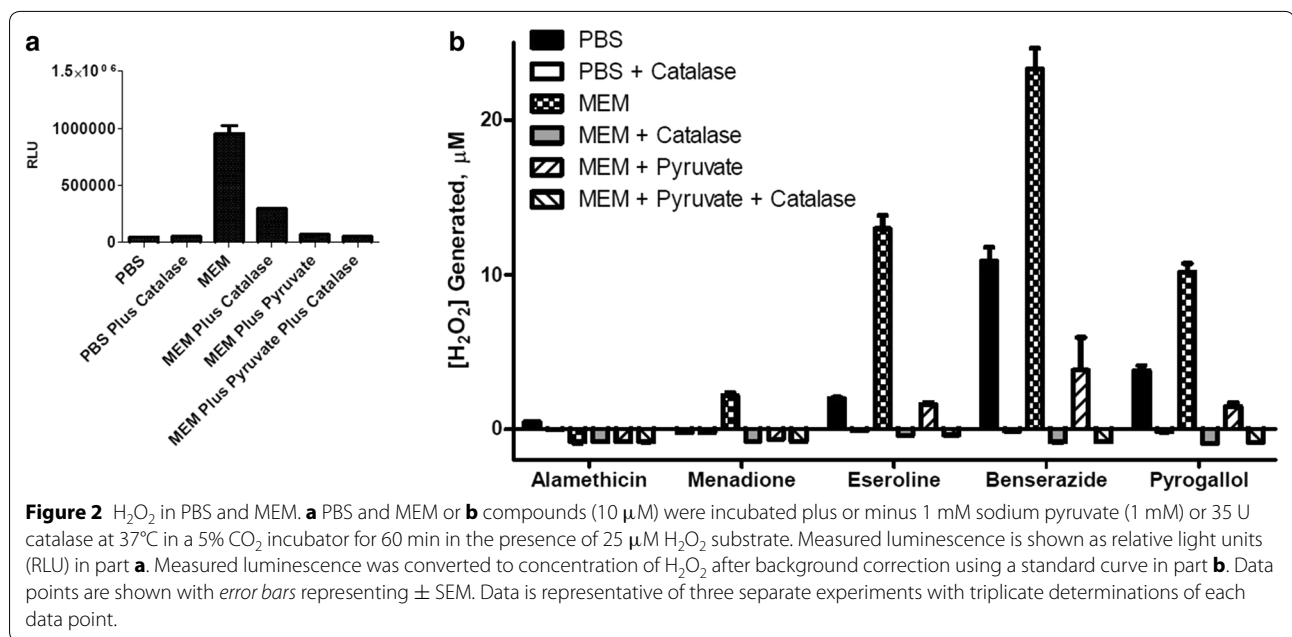 a
1.5×10⁰⁶
1000000
500000
0
RLU
PBS
PBS Plus Catalase
MEM
MEM Plus Catalase
MEM Plus Pyruvate
MEM Plus Pyruvate Plus Catalase
b
PBS
PBS + Catalase
MEM
MEM + Catalase
MEM + Pyruvate
MEM + Pyruvate + Catalase
20
10
0
[H₂O₂] Generated, μM
Alamethicin
Menadione
Eseroline
Benserazide
Pyrogallol
Figure 2 H₂O₂ in PBS and MEM. a PBS and MEM or b compounds (10 μM) were incubated plus or minus 1 mM sodium pyruvate (1 mM) or 35 U
catalase at 37°C in a 5% CO₂ incubator for 60 min in the presence of 25 μM H₂O₂ substrate. Measured luminescence is shown as relative light units
(RLU) in part a. Measured luminescence was converted to concentration of H₂O₂ after background correction using a standard curve in part b. Data
points are shown with error bars representing ± SEM. Data is representative of three separate experiments with triplicate determinations of each
data point.